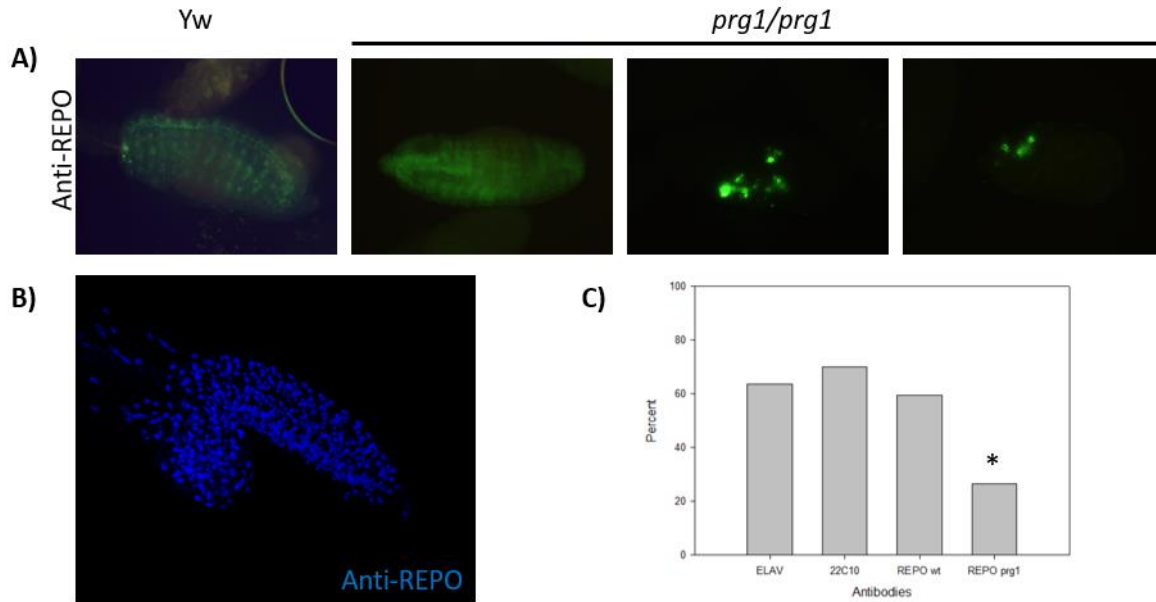 Yw
prg1/prg1
A)
Anti-REPO
B)
Anti-REPO
C)
100
80
60
40
20
0
Percent
*
ELAV
22C10
REPO wt
REPO prg1
Antibodies